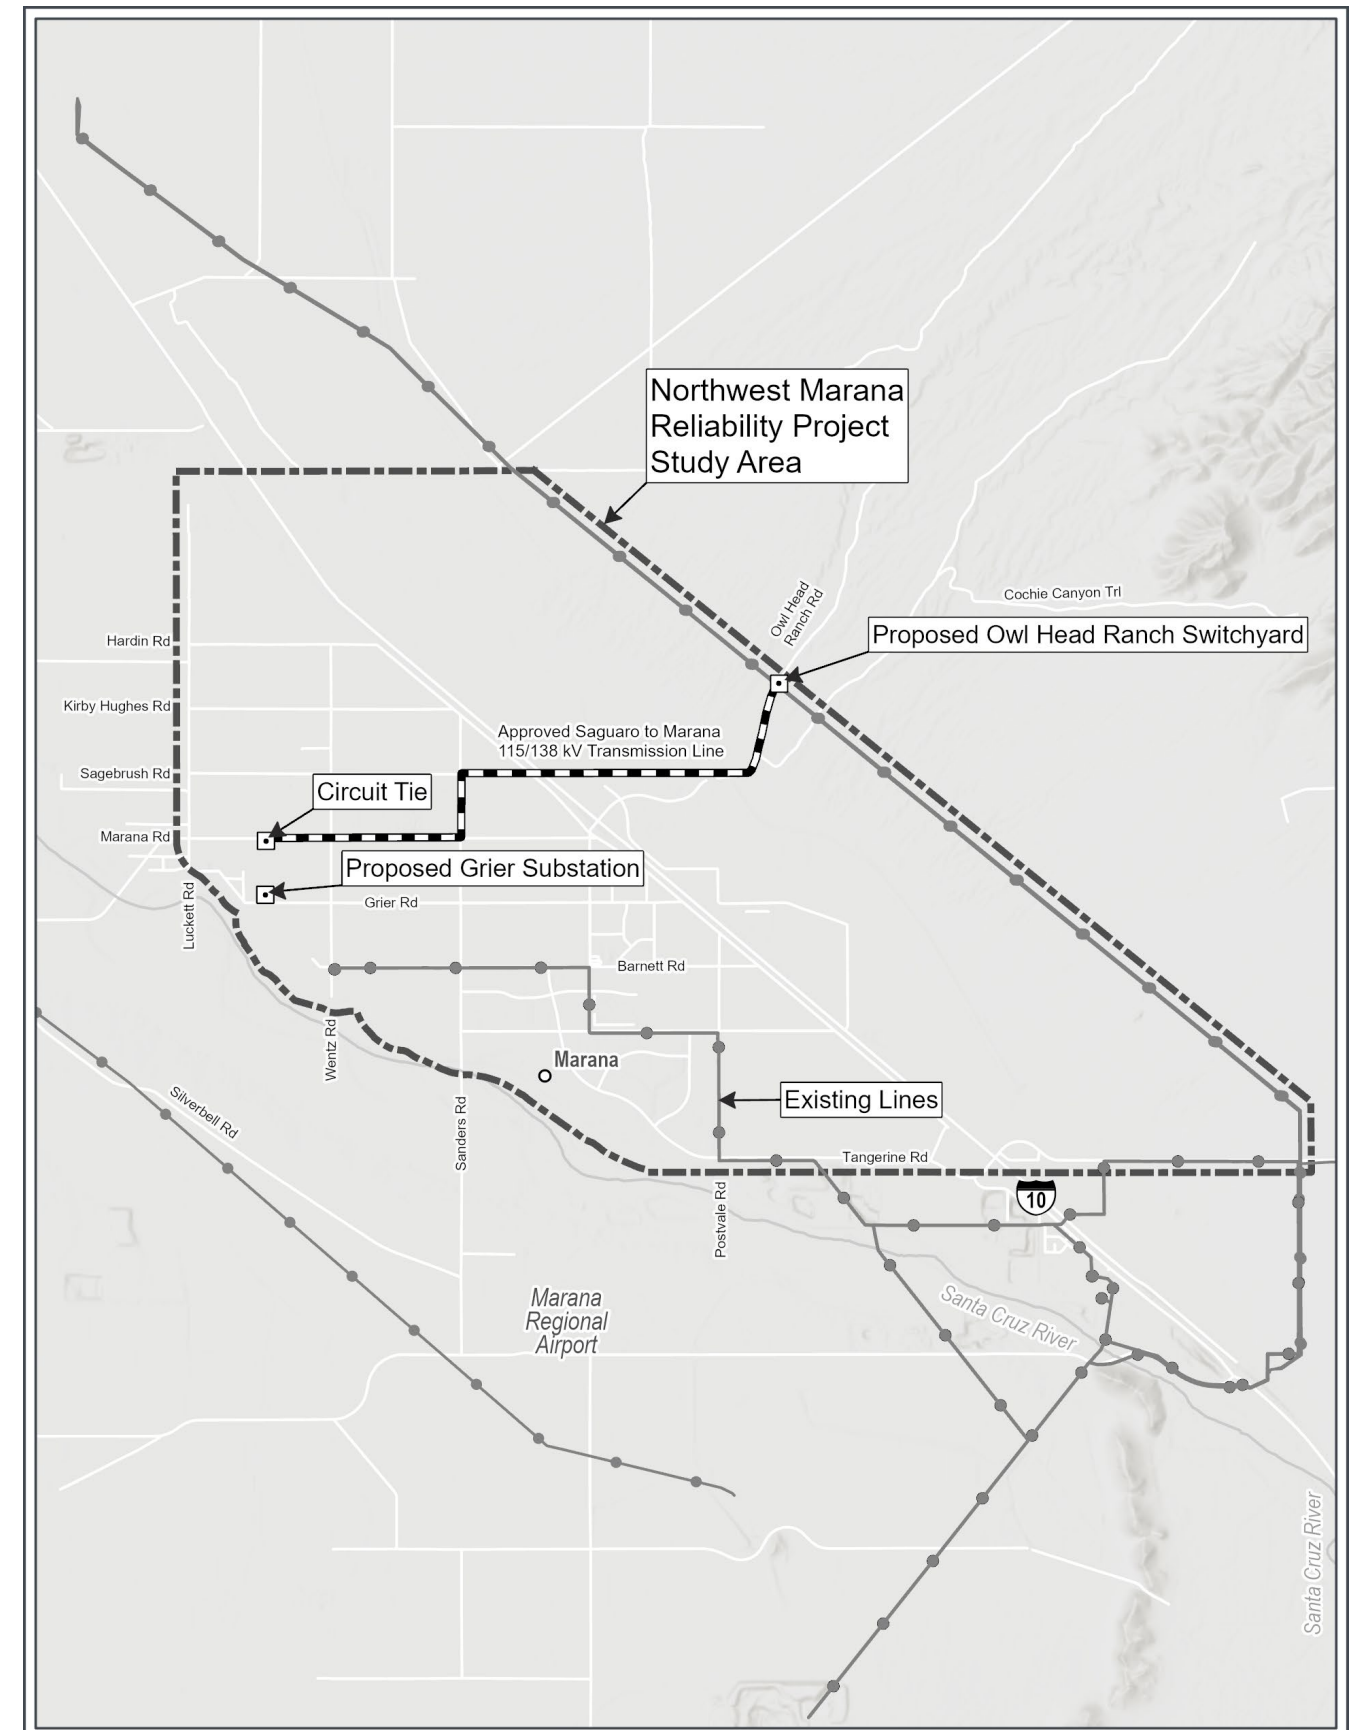 Northwest Marana
Reliability Project
Study Area
Owl Head
Ranch Rd
Cochie Canyon Trl
Proposed Owl Head Ranch Switchyard
Hardin Rd
Kirby Hughes Rd
Approved Saguaro to Marana
115/138 kV Transmission Line
Sagebrush Rd
Circuit Tie
Marana Rd
Proposed Grier Substation
Luckett Rd
Grier Rd
Barnett Rd
Wentz Rd
Marana
Existing Lines
Silverbell Rd
Sanders Rd
Tangerine Rd
10
Postvale Rd
Marana
Regional
Airport
Santa Cruz River
Santa Cruz River